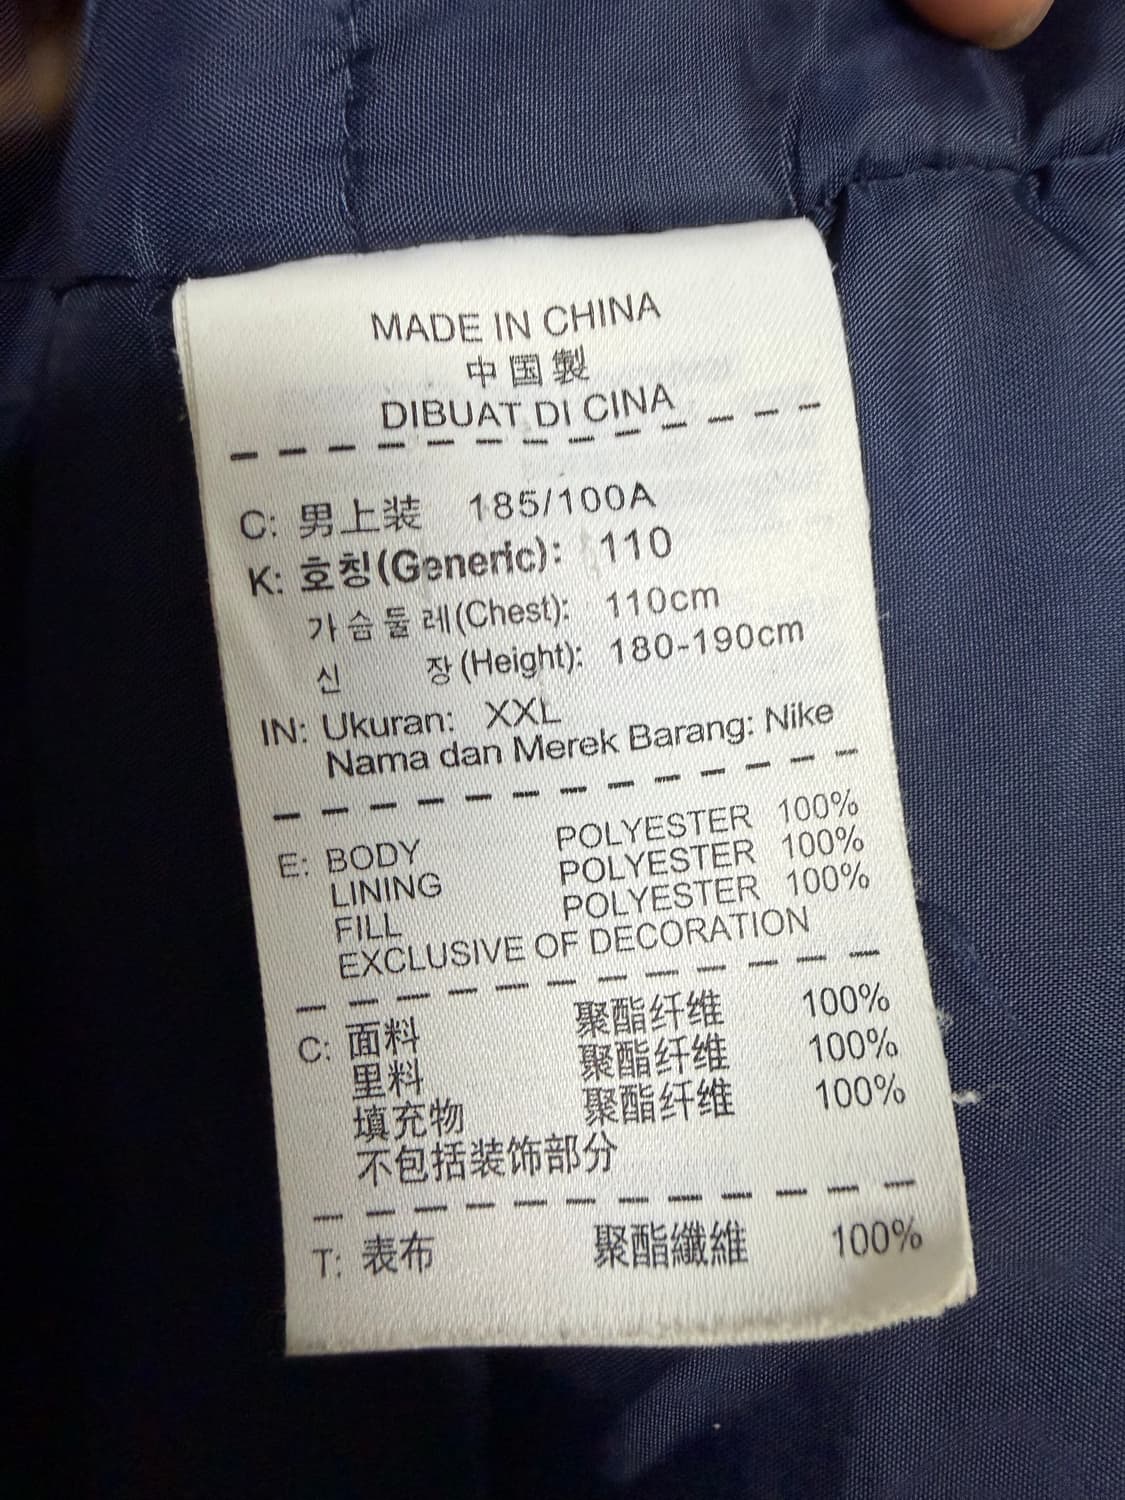 MADE IN CHINA
中国製
DIBUAT DI CINA
C: 男上装 185/100A
K: 호칭(Generic): 110
가슴둘레(Chest): 110cm
신 장(Height): 180-190cm
IN: Ukuran: XXL
Nama dan Merek Barang: Nike
E: BODY POLYESTER 100%
LINING POLYESTER 100%
FILL POLYESTER 100%
EXCLUSIVE OF DECORATION
C: 面料 聚酯纤维 100%
里料 聚酯纤维 100%
填充物 聚酯纤维 100%
不包括装饰部分
T: 表布 聚酯纖維 100%